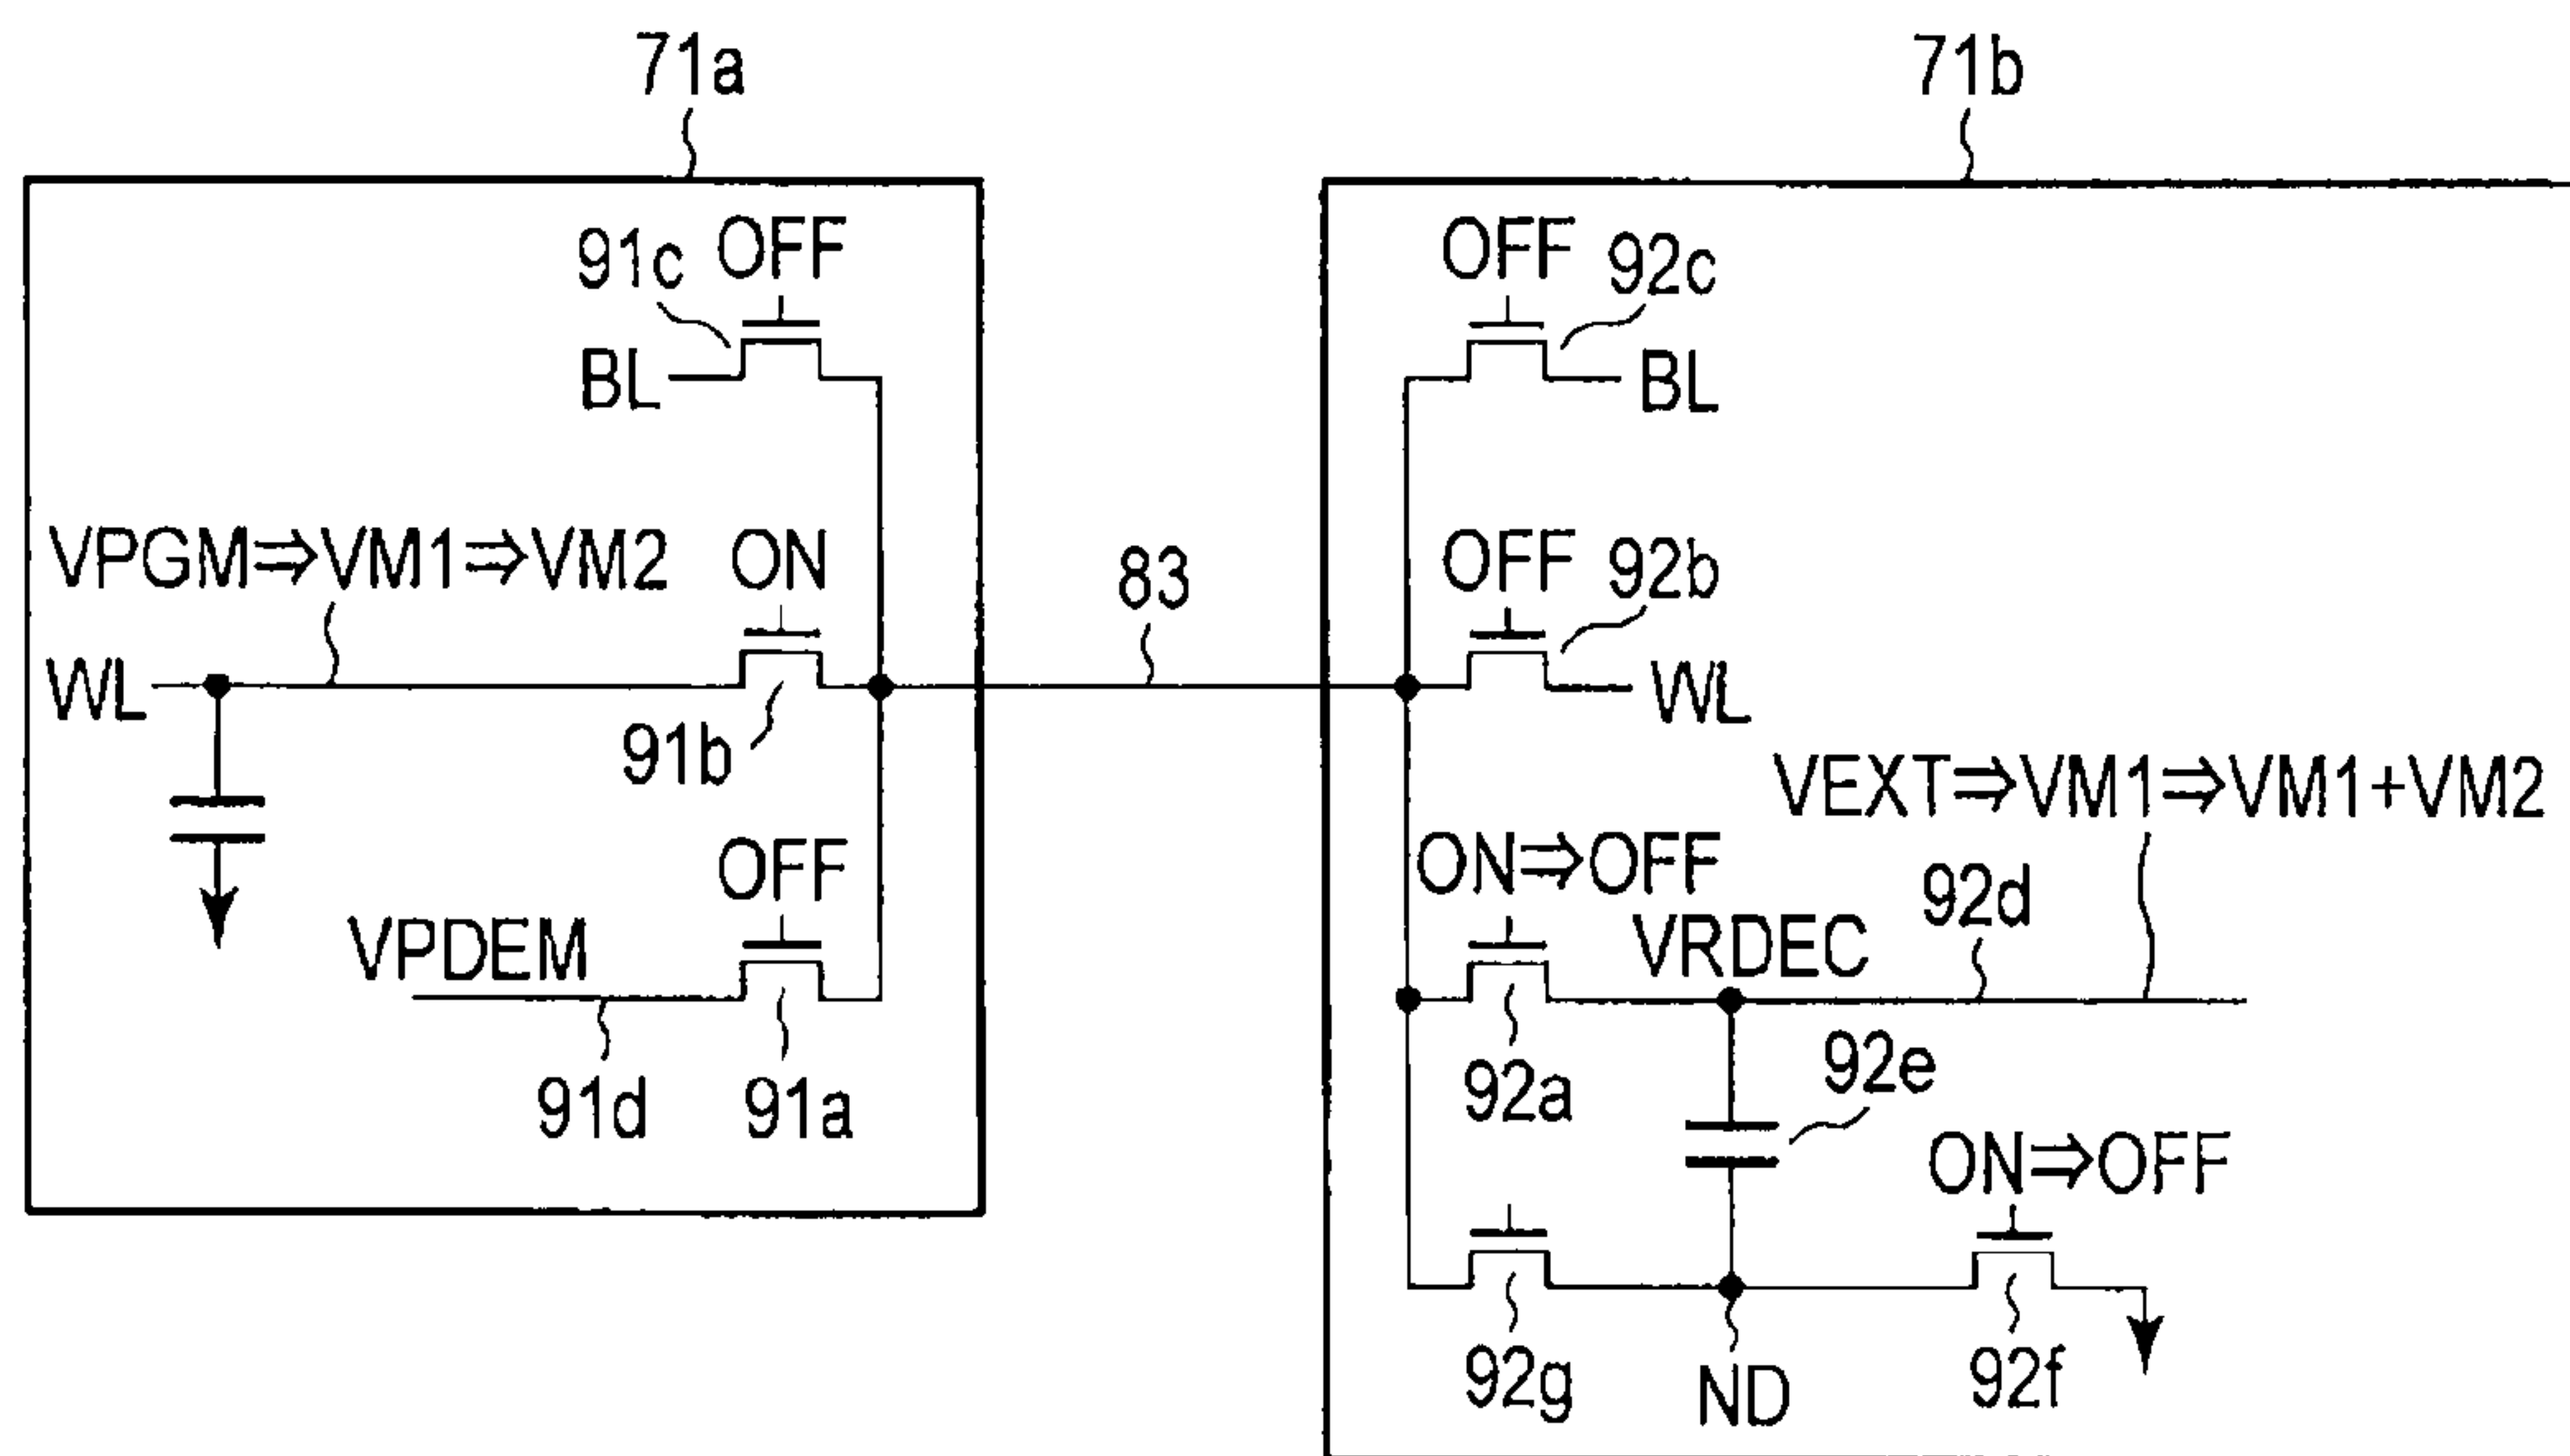 71a
71b
OFF
91c
BL
OFF
92c
BL
VPGM⇒VM1⇒VM2
ON
WL
91b
83
OFF
92b
WL
VEXT⇒VM1⇒VM1+VM2
OFF
VPDEM
91d
91a
ON⇒OFF
VRDEC
92d
92a
92e
ON⇒OFF
92g
ND
92f